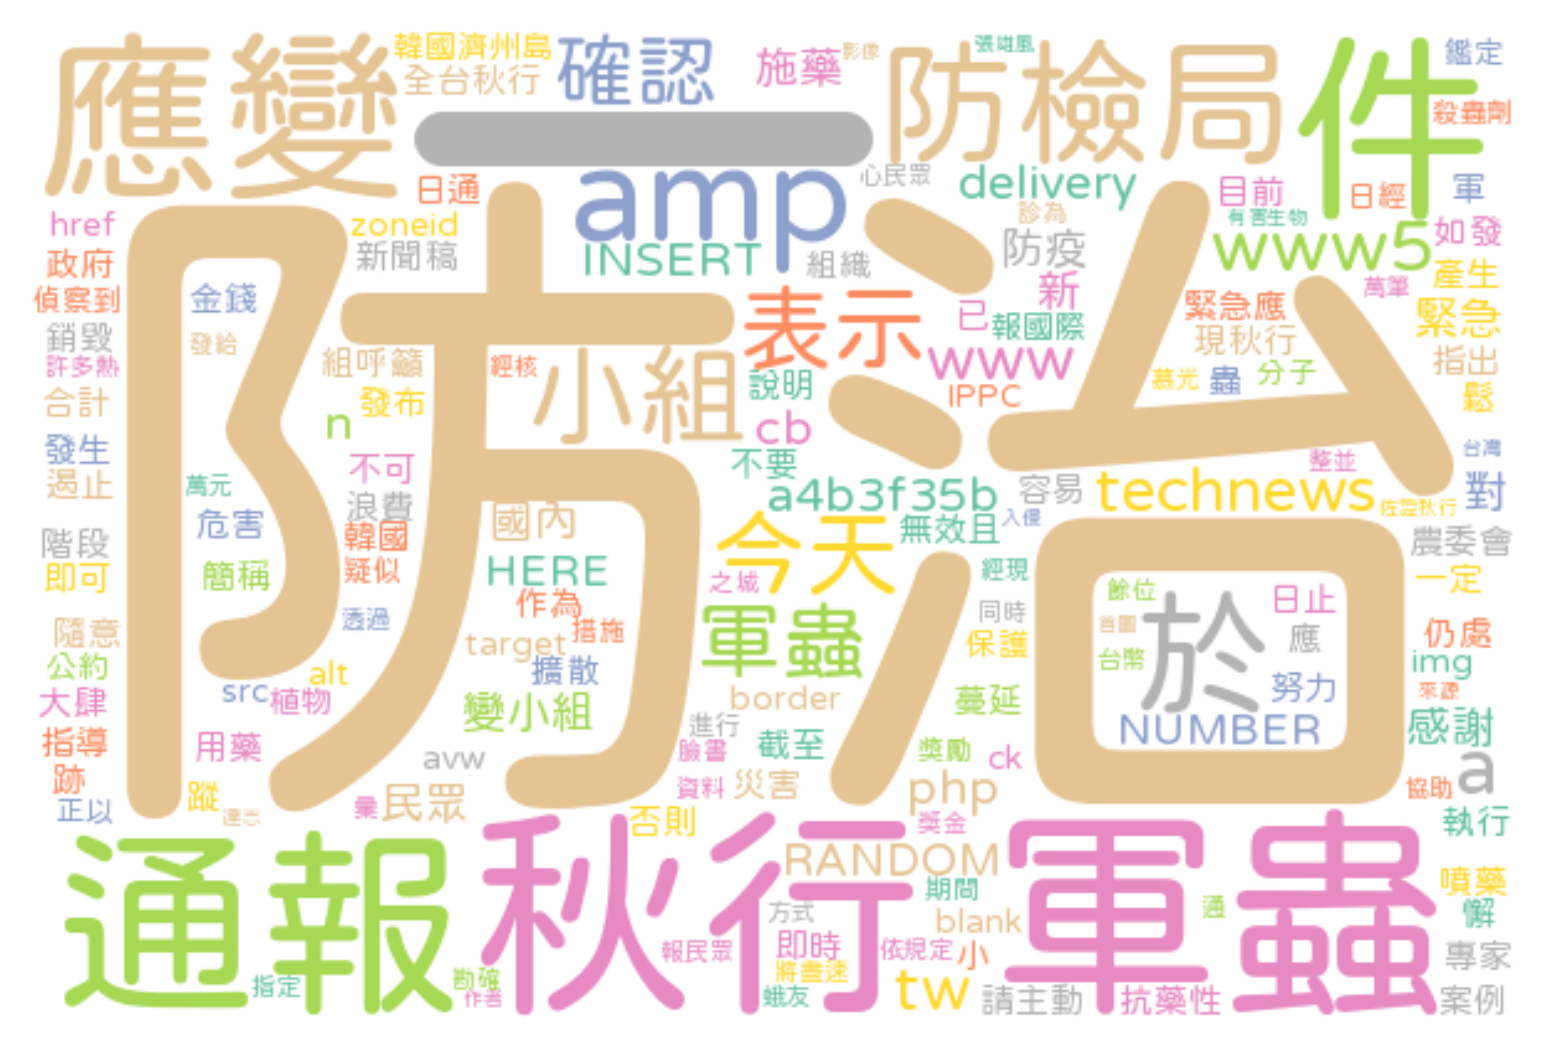 應變
韓國濟州島
全台秋行
確認
施藥
影像
張雄風
防檢局
件
鑑定
殺蟲劑
一
日通
amp
心民眾
delivery
目前
日經
軍
有害生物
診為
href
zoneid
新聞稿
INSERT
組織
防疫
www5
如發
政府
偵察到
金錢
防治
表示
新
已
報國際
緊急應
萬筆
產生
緊急
銷毀
發給
組呼籲
經核
小組
www
現秋行
指出
許多熱
說明
IPPC
慕光
蟲
分子
鬆
合計
n
發布
cb
發生
不可
不要
整並
台灣
遏止
萬元
浪費
a4b3f35b
容易
technews
對
佐證秋行
危害
國內
今天
無效且
入侵
農委會
階段
韓國
即可
簡稱
疑似
HERE
之城
經現
一定
作為
餘位
日止
隨意
透過
target
措施
軍蟲
同時
首圖
於
應
仍處
公約
alt
擴散
保護
台幣
img
大肆
src
植物
變小組
border
蔓延
努力
來源
NUMBER
感謝
指導
用藥
avw
進行
臉書
截至
獎勵
ck
a
跡
蹤
彙
民眾
資料
災害
php
協助
正以
達志
否則
獎金
執行
通報
秋行
RANDOM
軍蟲
期間
噴藥
方式
blank
通
懈
報民眾
即時
依規定
小
專家
指定
勘確
作者
將盡速
蛾友
tw
請主動
抗藥性
案例